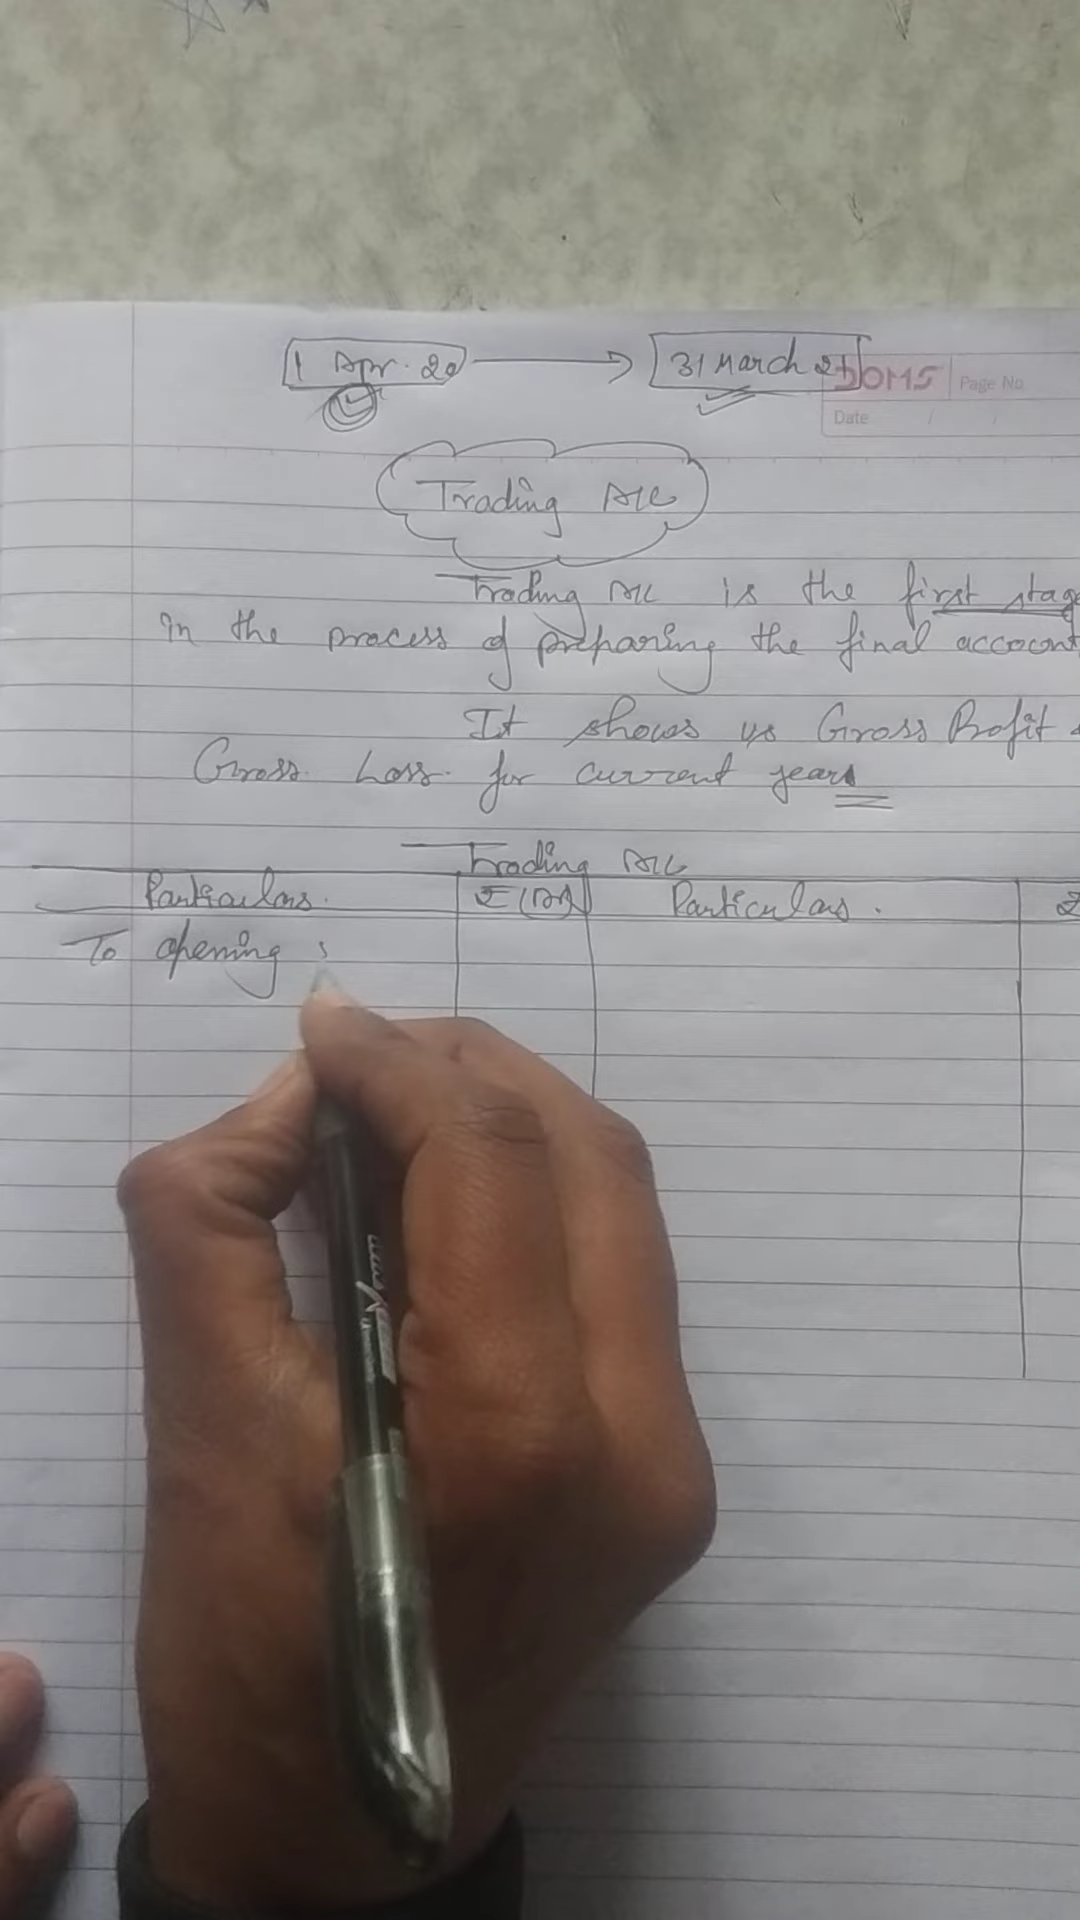 1 Apr. 20 → 31 March 21
DOMS
Page No
Date / /
Trading A/c
Trading A/c is the first stag
in the process of preparing the final account
It shows us Gross Profit
Gross Loss for current years
Trading A/c
Particulars. ₹ Particulars. ₹
To opening s